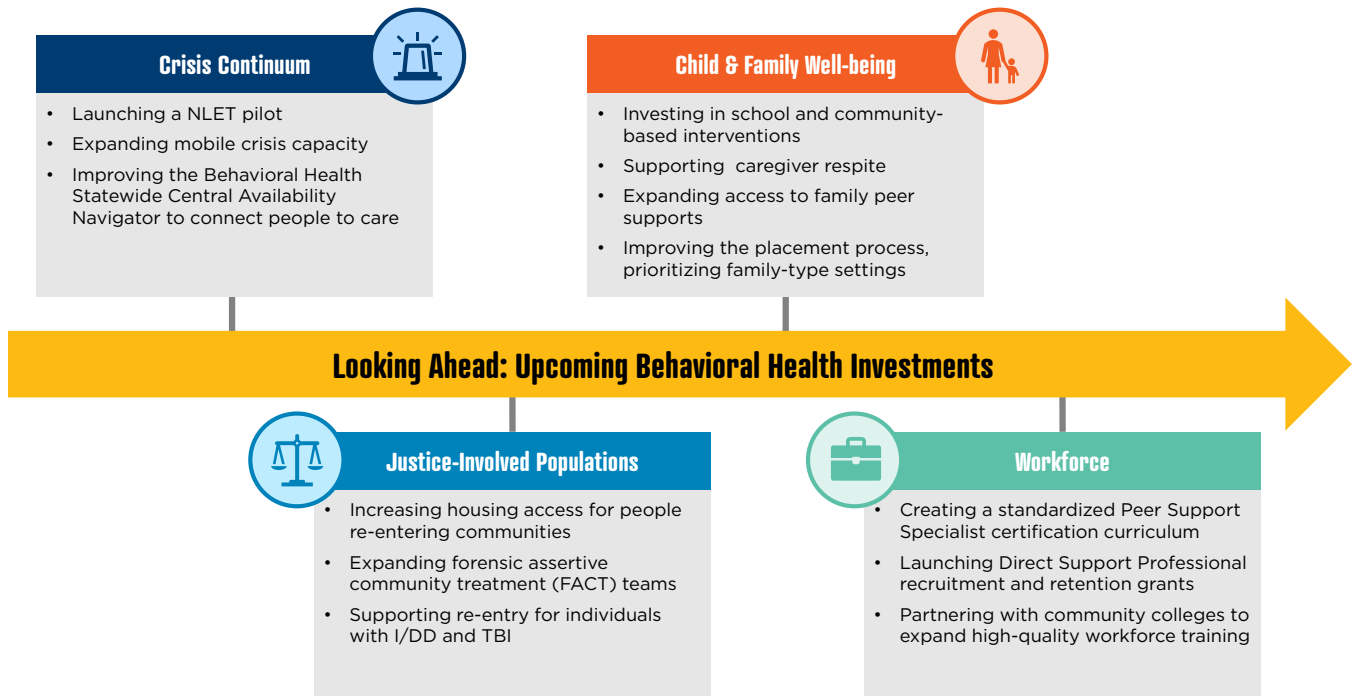 Crisis Continuum
• Launching a NLET pilot
• Expanding mobile crisis capacity
• Improving the Behavioral Health
Statewide Central Availability
Navigator to connect people to care
Child & Family Well-being
• Investing in school and community-
based interventions
• Supporting caregiver respite
• Expanding access to family peer
supports
• Improving the placement process,
prioritizing family-type settings
Looking Ahead: Upcoming Behavioral Health Investments
Justice-Involved Populations
• Increasing housing access for people
re-entering communities
• Expanding forensic assertive
community treatment (FACT) teams
• Supporting re-entry for individuals
with I/DD and TBI
Workforce
• Creating a standardized Peer Support
Specialist certification curriculum
• Launching Direct Support Professional
recruitment and retention grants
• Partnering with community colleges to
expand high-quality workforce training